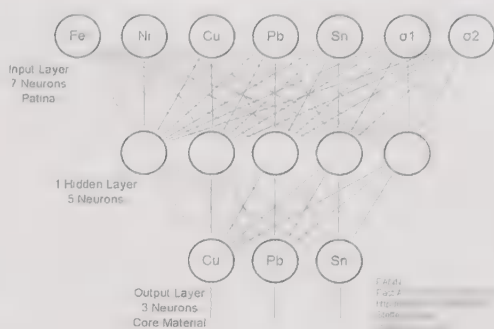 Fe Ni Cu Pb Sn σ1 σ2
Input Layer
7 Neurons
Patina
1 Hidden Layer
5 Neurons
Cu Pb Sn
Output Layer
3 Neurons
Core Material